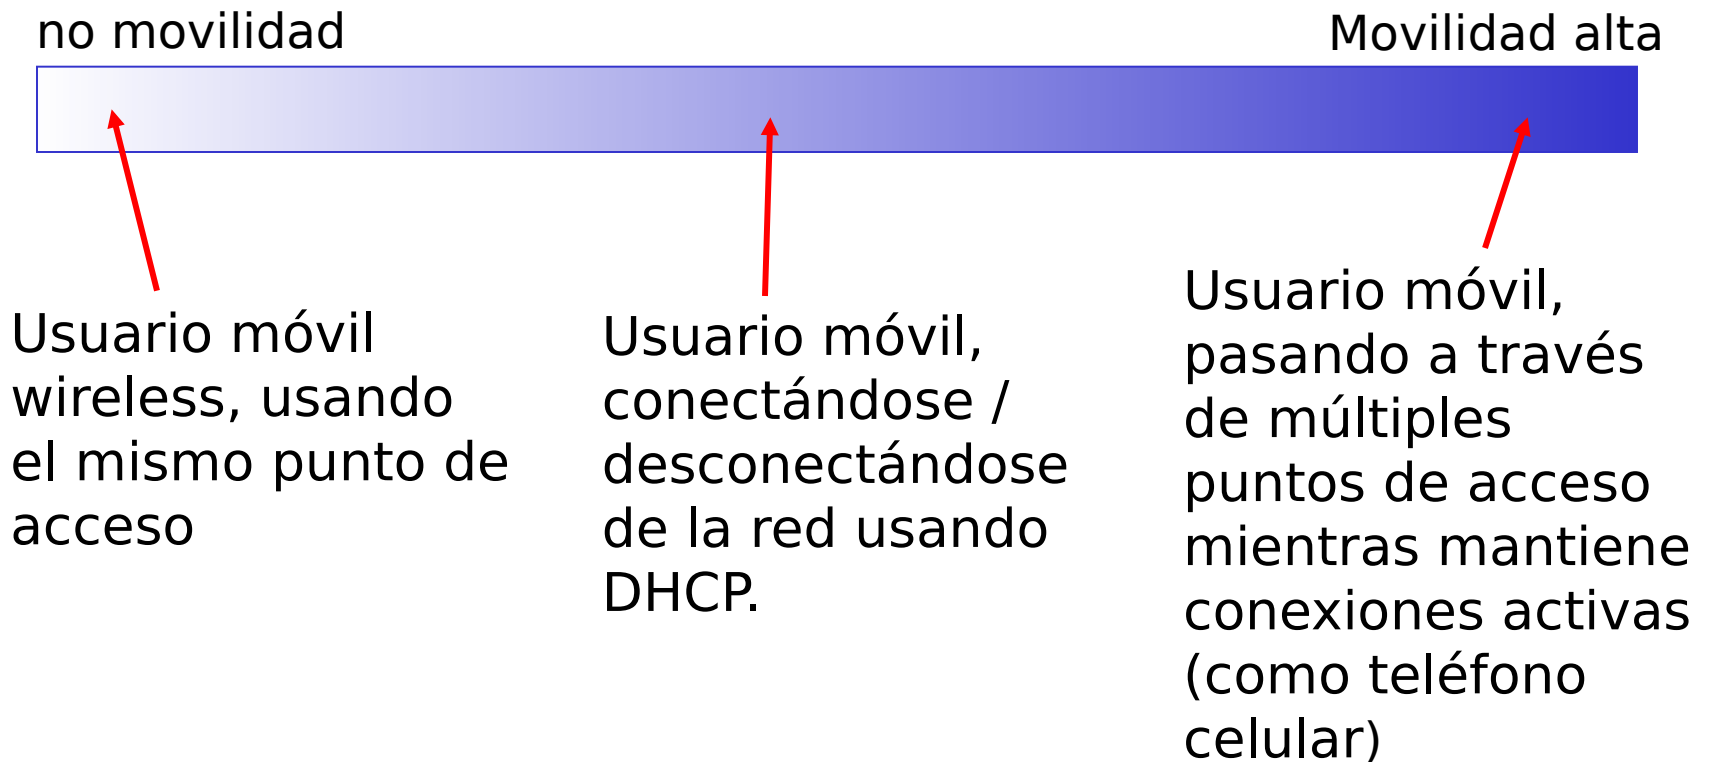 no movilidad
Movilidad alta
Usuario móvil
wireless, usando
el mismo punto de
acceso
Usuario móvil,
conectándose /
desconectándose
de la red usando
DHCP.
Usuario móvil,
pasando a través
de múltiples
puntos de acceso
mientras mantiene
conexiones activas
(como teléfono
celular)